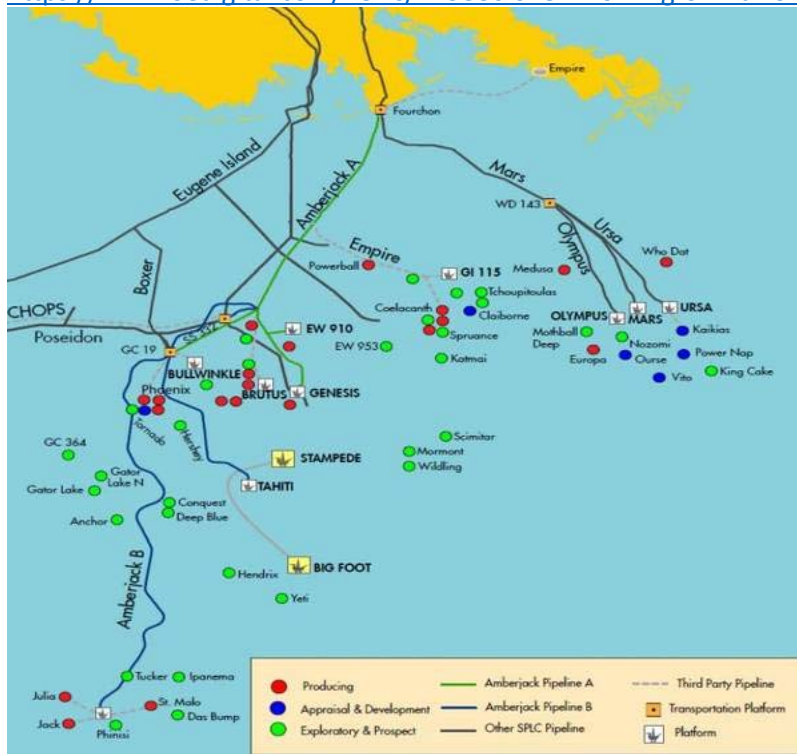 Empire
Fourchon
Eugene Island
Amberjack A
Mars
WD 143
Ursa
Olympus
Who Dat
Empire
Powerball
GI 115
Medusa
Boxer
Tchoupitoulas
Coelacanth
Claiborne
OLYMPUS
MARS
URSA
CHOPS
Poseidon
EW 910
Spruance
Mothball
Deep
Kaikias
Nozomi
GC 19
EW 953
Katmai
Europa
Ourse
Power Nap
BULLWINKLE
Vito
King Cake
Phoenix
BRUTUS
GENESIS
Tornado
Hershey
Scimitar
GC 364
STAMPEDE
Mormont
Wildling
Gator
Lake N
TAHITI
Gator Lake
Conquest
Deep Blue
Anchor
Amberjack B
BIG FOOT
Hendrix
Yeti
Tucker
Ipanema
Julia
St. Malo
Das Bump
Jack
Phinisi
Producing
Appraisal & Development
Exploratory & Prospect
Amberjack Pipeline A
Amberjack Pipeline B
Other SPLC Pipeline
Third Party Pipeline
Transportation Platform
Platform